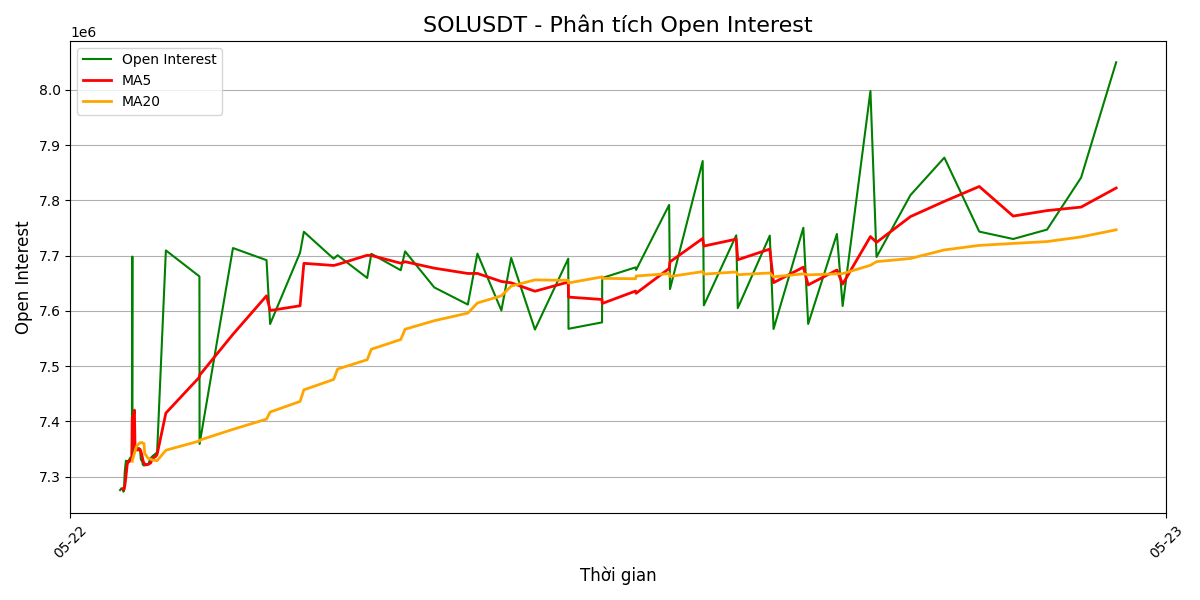 SOLUSDT - Phân tích Open Interest
1e6
Open Interest
MA5
MA20
8.0
7.9
7.8
7.7
7.6
7.5
7.4
7.3
Open Interest
05-22
05-23
Thời gian